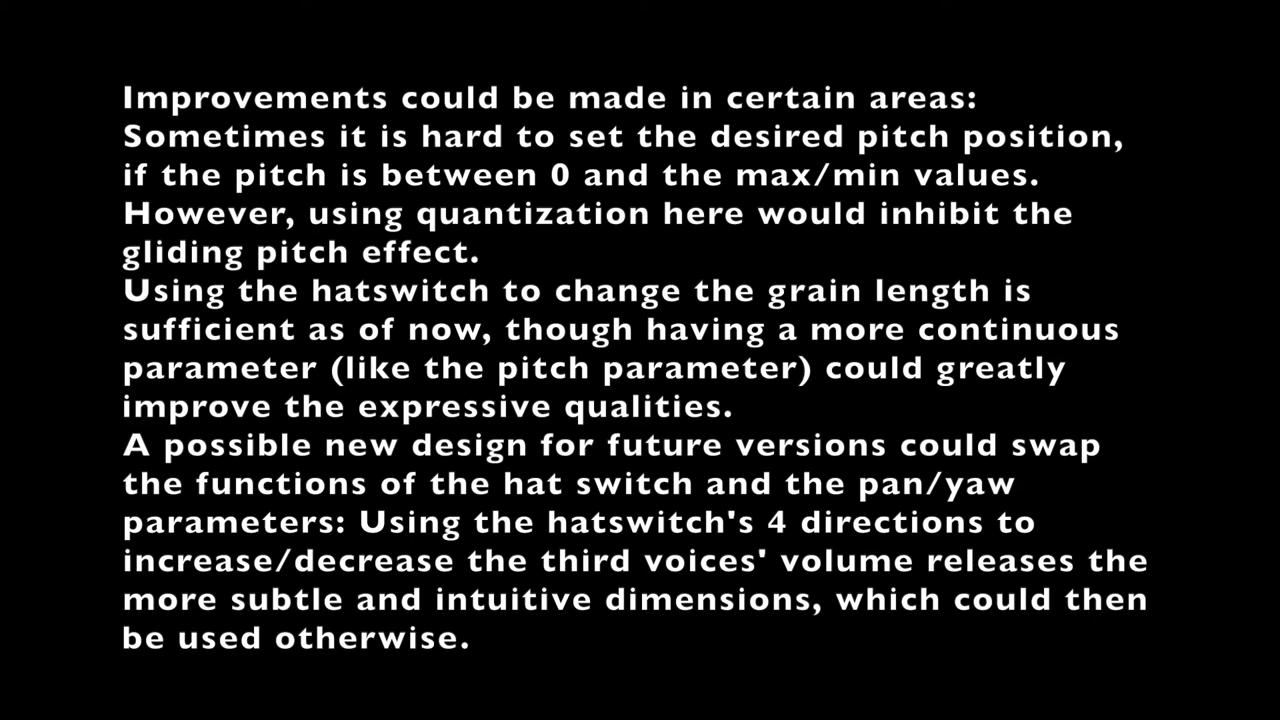 Improvements could be made in certain areas:
Sometimes it is hard to set the desired pitch position,
if the pitch is between 0 and the max/min values.
However, using quantization here would inhibit the
gliding pitch effect.
Using the hatswitch to change the grain length is
sufficient as of now, though having a more continuous
parameter (like the pitch parameter) could greatly
improve the expressive qualities.
A possible new design for future versions could swap
the functions of the hat switch and the pan/yaw
parameters: Using the hatswitch's 4 directions to
increase/decrease the third voices' volume releases the
more subtle and intuitive dimensions, which could then
be used otherwise.